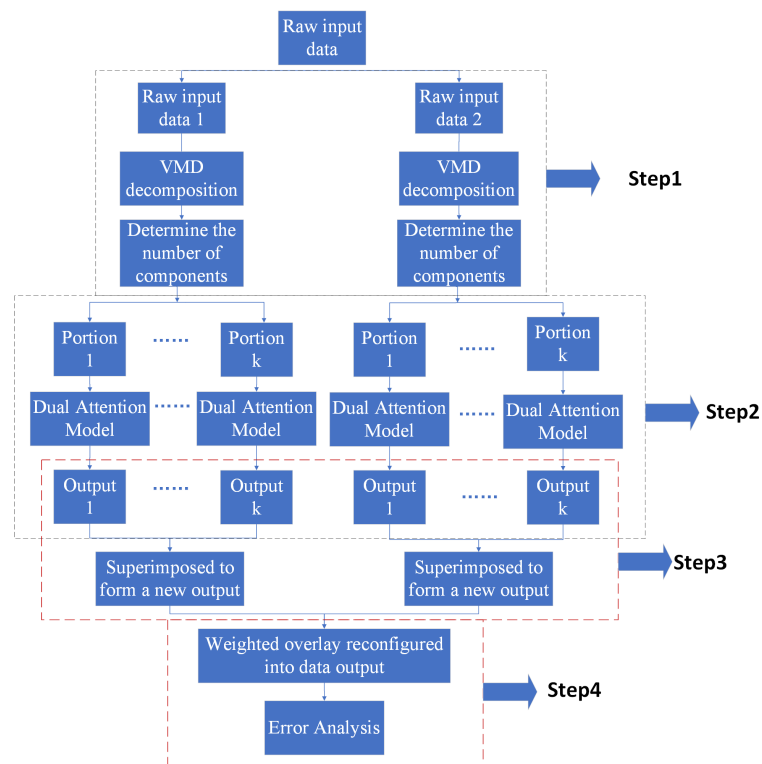 Raw input
data
Raw input
data 1
Raw input
data 2
VMD
decomposition
VMD
decomposition
Step1
Determine the
number of
components
Determine the
number of
components
Portion
1
······
Portion
k
Portion
1
······
Portion
k
Dual Attention
Model
······
Dual Attention
Model
Dual Attention
Model
······
Dual Attention
Model
Step2
Output
1
······
Output
k
Output
1
······
Output
k
Superimposed to
form a new output
Superimposed to
form a new output
Step3
Weighted overlay reconfigured
into data output
Step4
Error Analysis